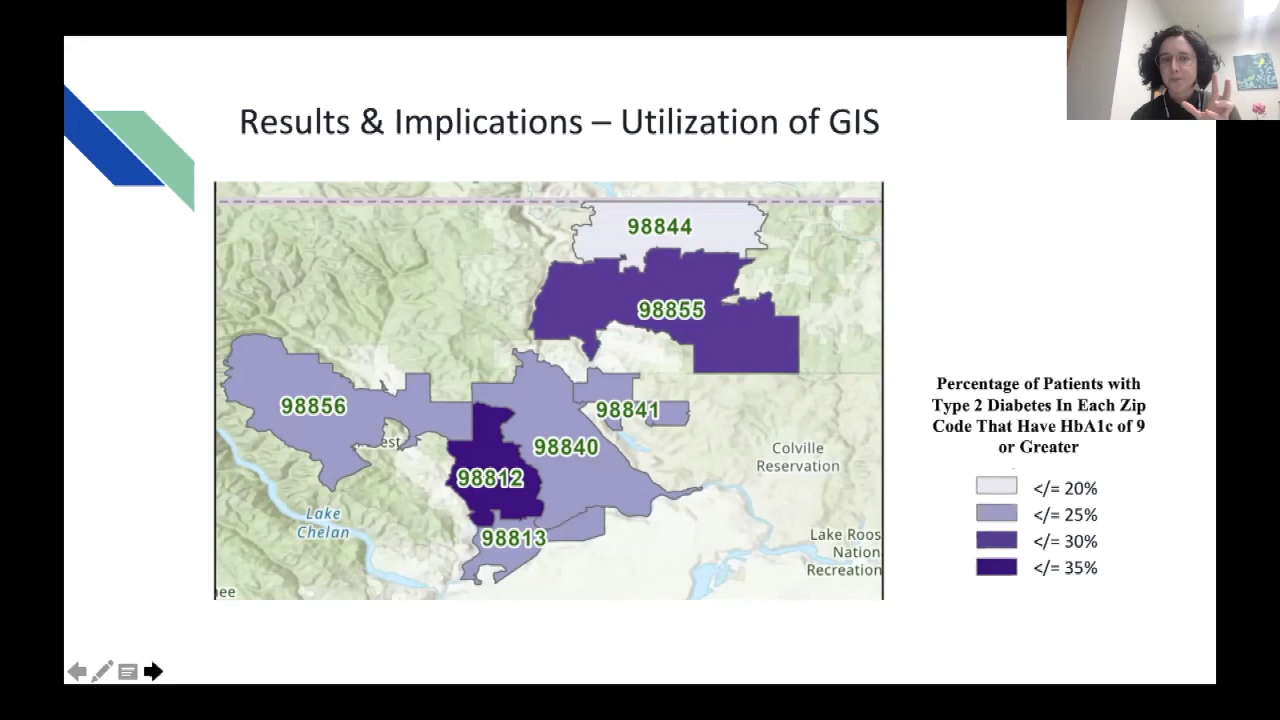 Results & Implications – Utilization of GIS
98844
98855
98856
98841
est
98840
98812
98813
Colville
Reservation
Lake
Chelan
Lake Roos
Nation
Recreation
ee
Percentage of Patients with
Type 2 Diabetes In Each Zip
Code That Have HbA1c of 9
or Greater
</= 20%
</= 25%
</= 30%
</= 35%